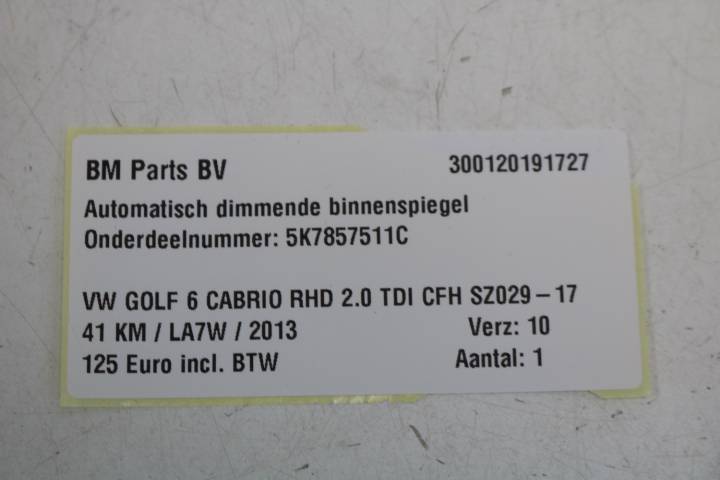 BM Parts BV 300120191727
Automatisch dimmende binnenspiegel
Onderdeelnummer: 5K7857511C
VW GOLF 6 CABRIO RHD 2.0 TDI CFH SZ029-17
41 KM / LA7W / 2013 Verz: 10
125 Euro incl. BTW Aantal: 1